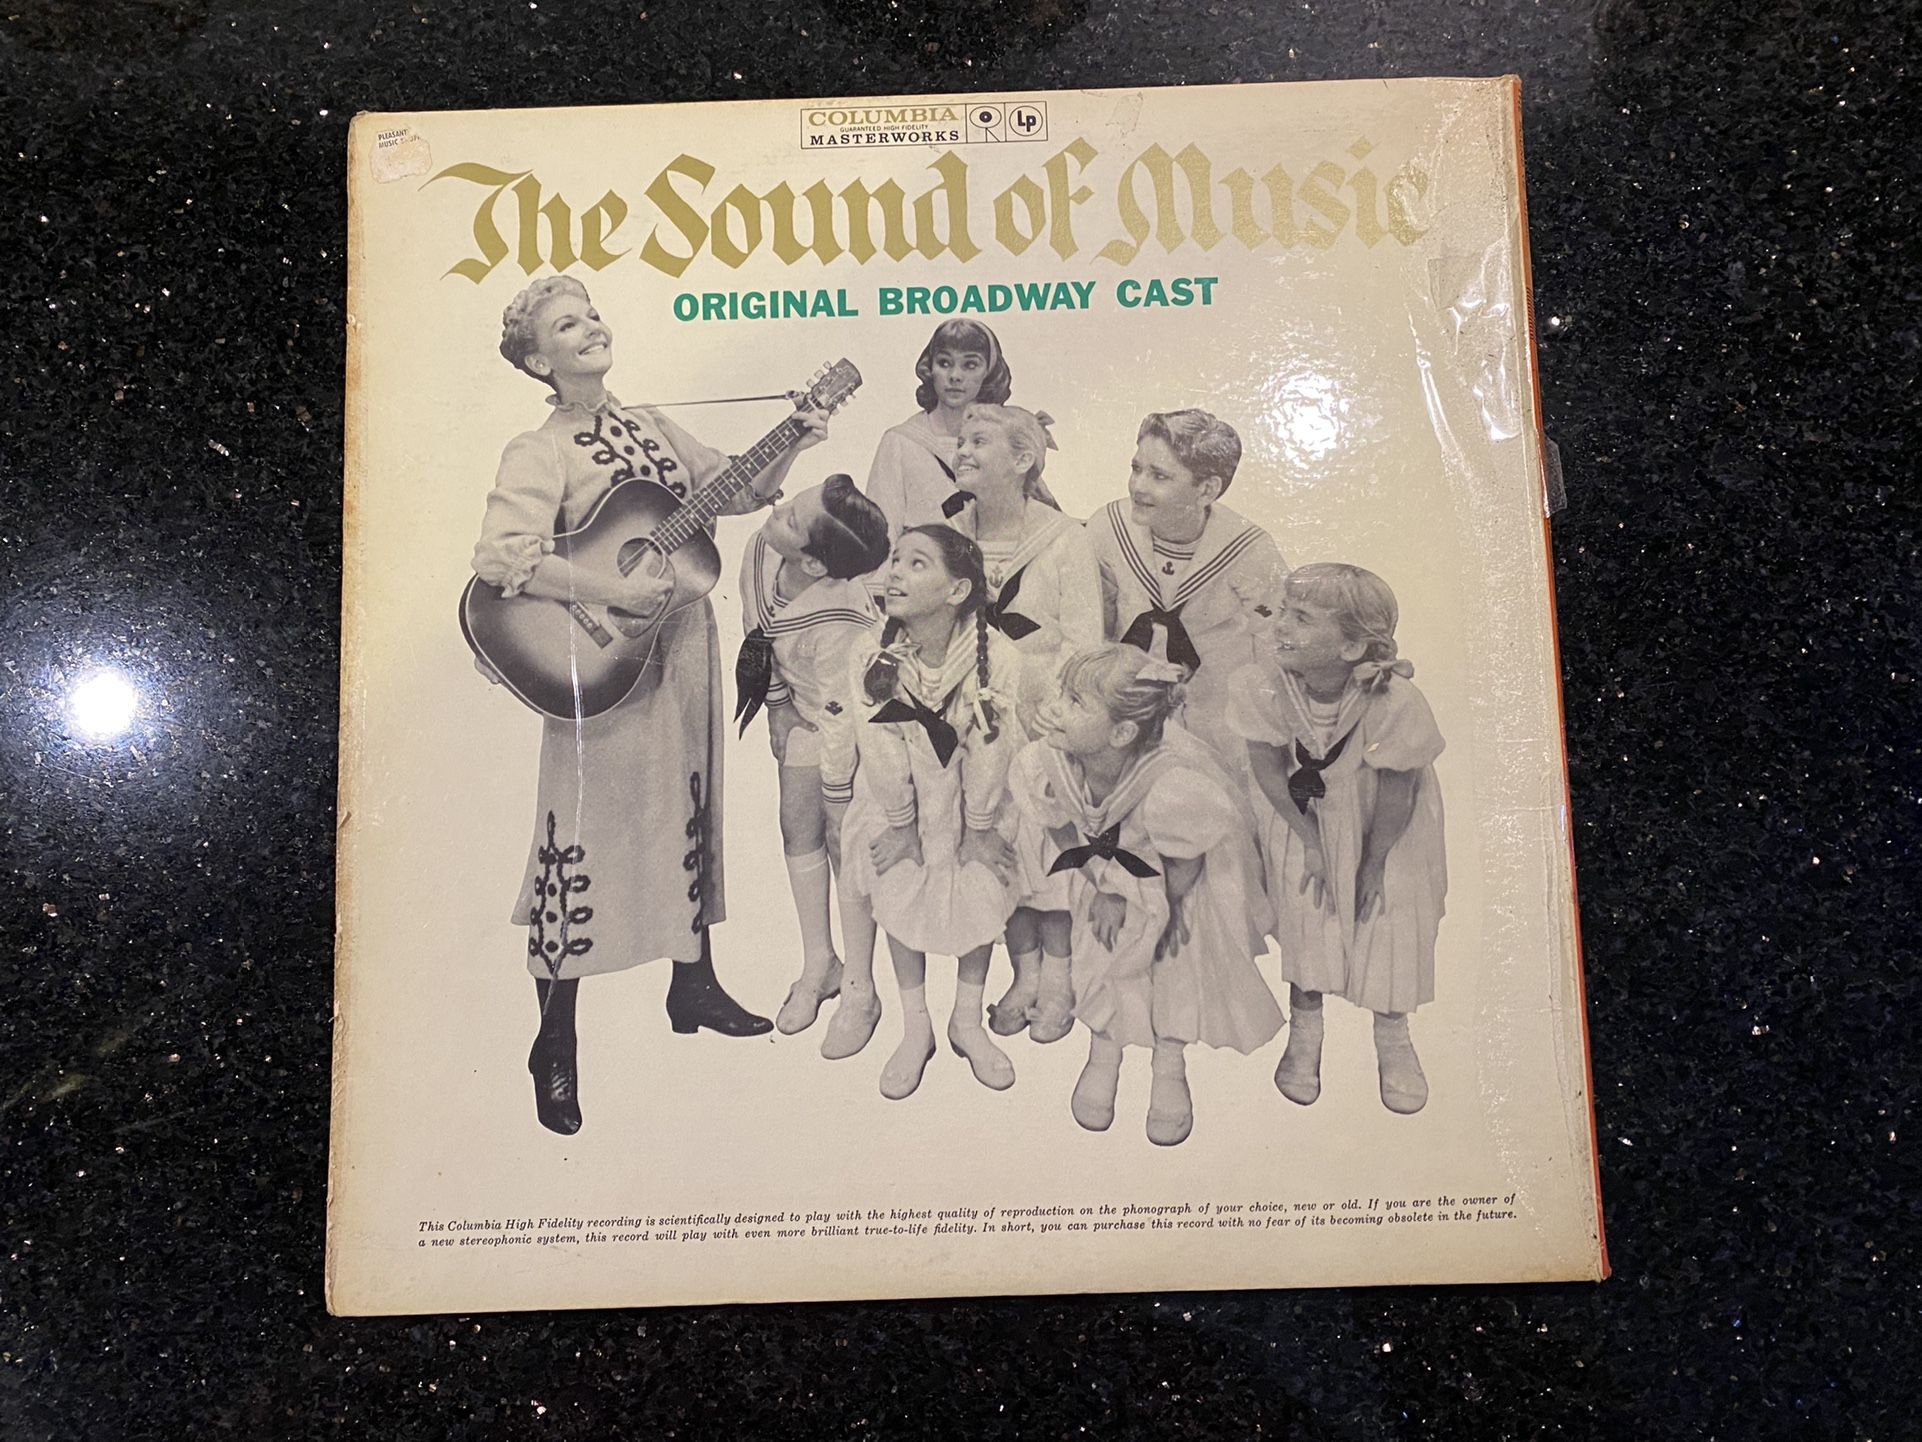 PLEASANT
MUSIC
COLUMBIA
GUARANTEED HIGH FIDELITY
MASTERWORKS
Lp
The Sound of Music
ORIGINAL BROADWAY CAST
This Columbia High Fidelity recording is scientifically designed to play with the highest quality of reproduction on the phonograph of your choice, new or old. If you are the owner of
a new stereophonic system, this record will play with even more brilliant true-to-life fidelity. In short, you can purchase this record with no fear of its becoming obsolete in the future.